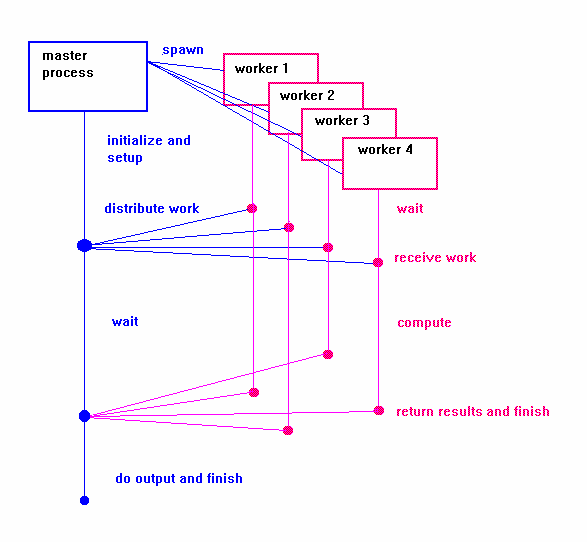 spawn
master
process
worker 1
worker 2
worker 3
worker 4
initialize and
setup
distribute work
wait
receive work
wait
compute
return results and finish
do output and finish